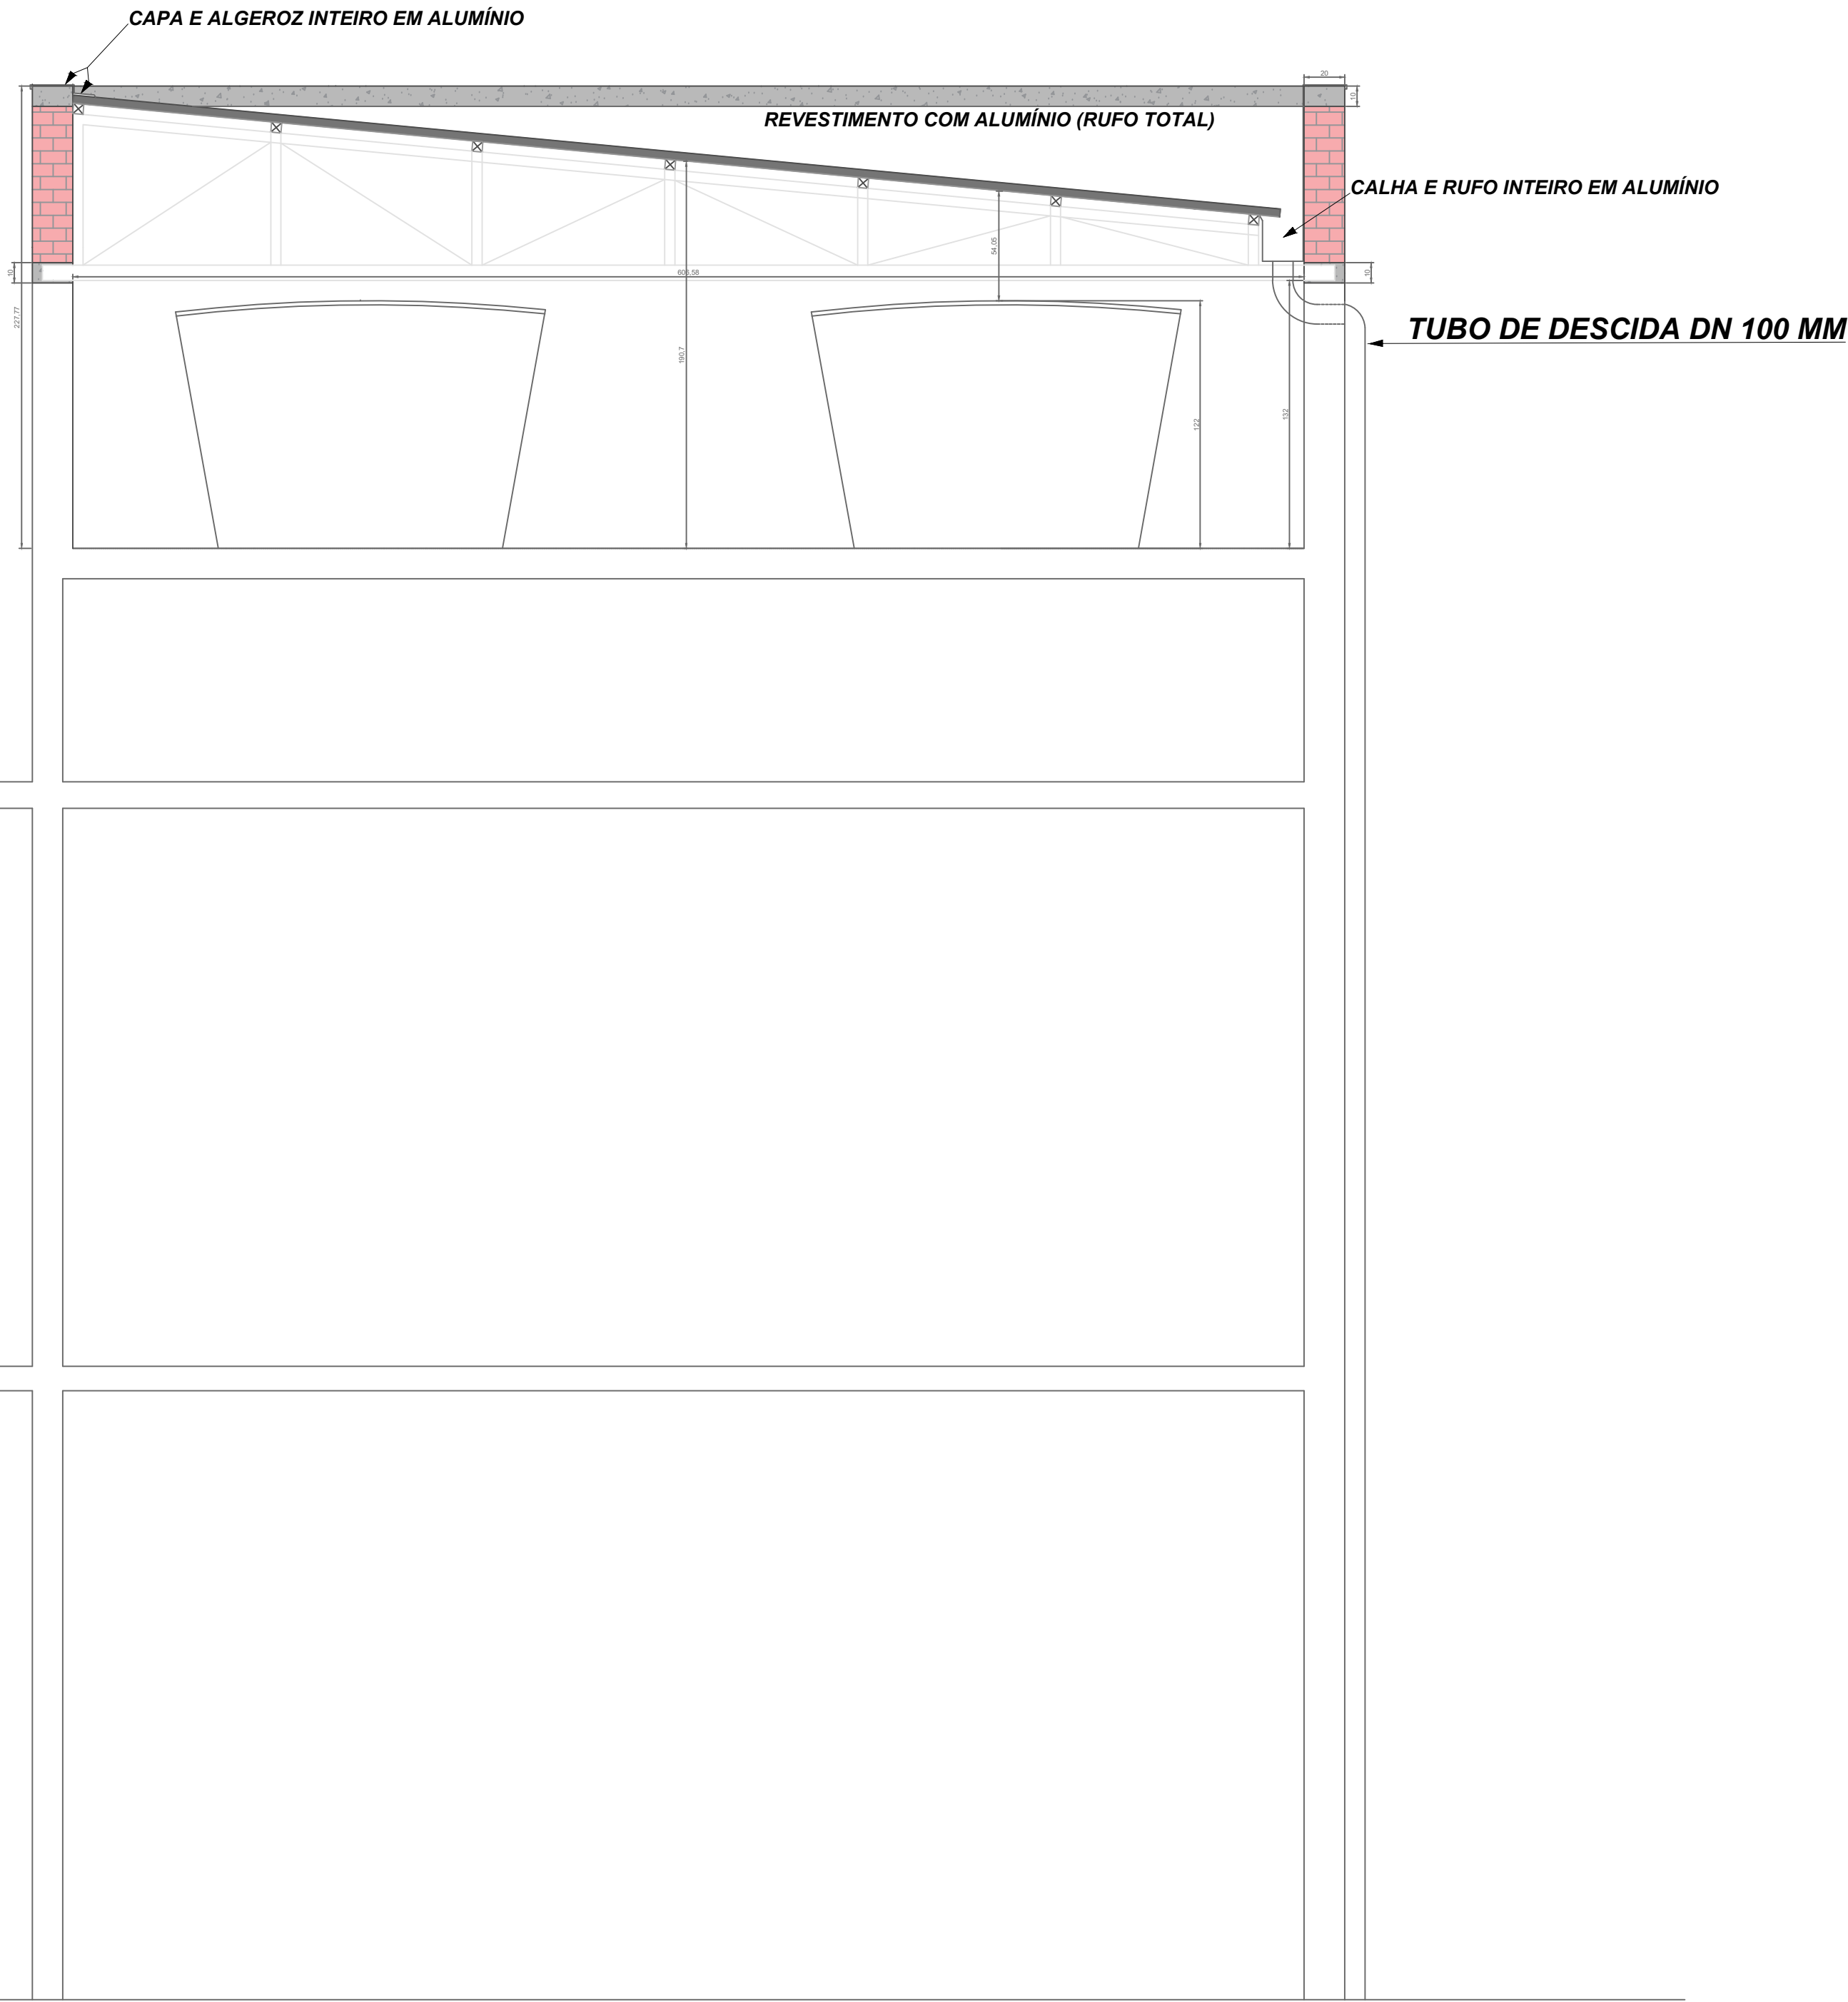 CAPA E ALGEROZ INTEIRO EM ALUMÍNIO
20
10
REVESTIMENTO COM ALUMÍNIO (RUFO TOTAL)
CALHA E RUFO INTEIRO EM ALUMÍNIO
54,05
10
10
227,77
TUBO DE DESCIDA DN 100 MM
190,7
132
122